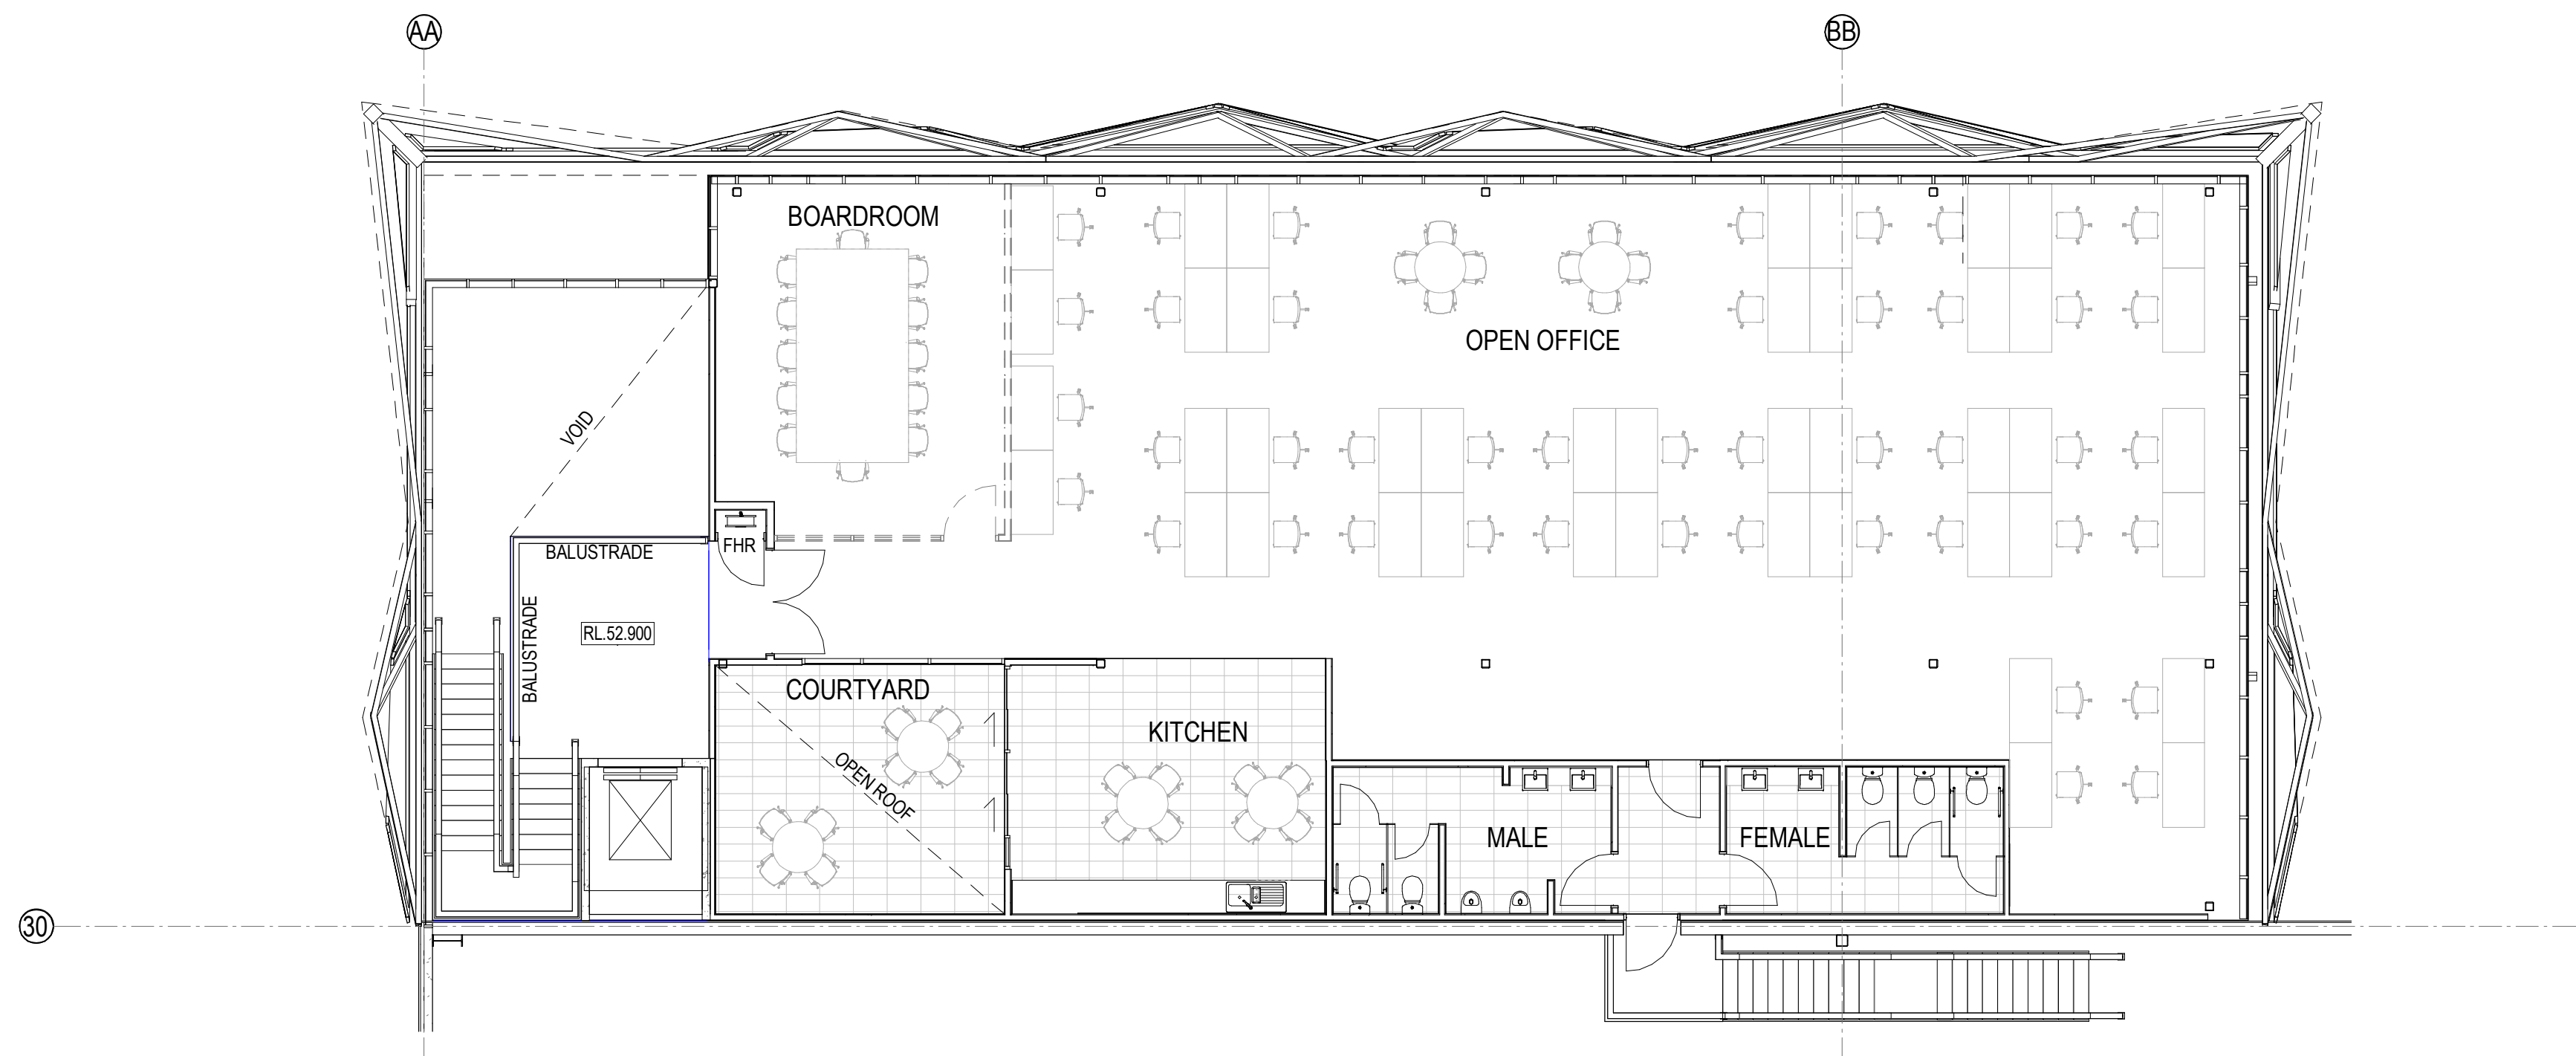 AA
BB
BOARDROOM
OPEN OFFICE
VOID
FHR
BALUSTRADE
BALUSTRADE
RL.52.900
COURTYARD
OPEN ROOF
KITCHEN
MALE
FEMALE
30